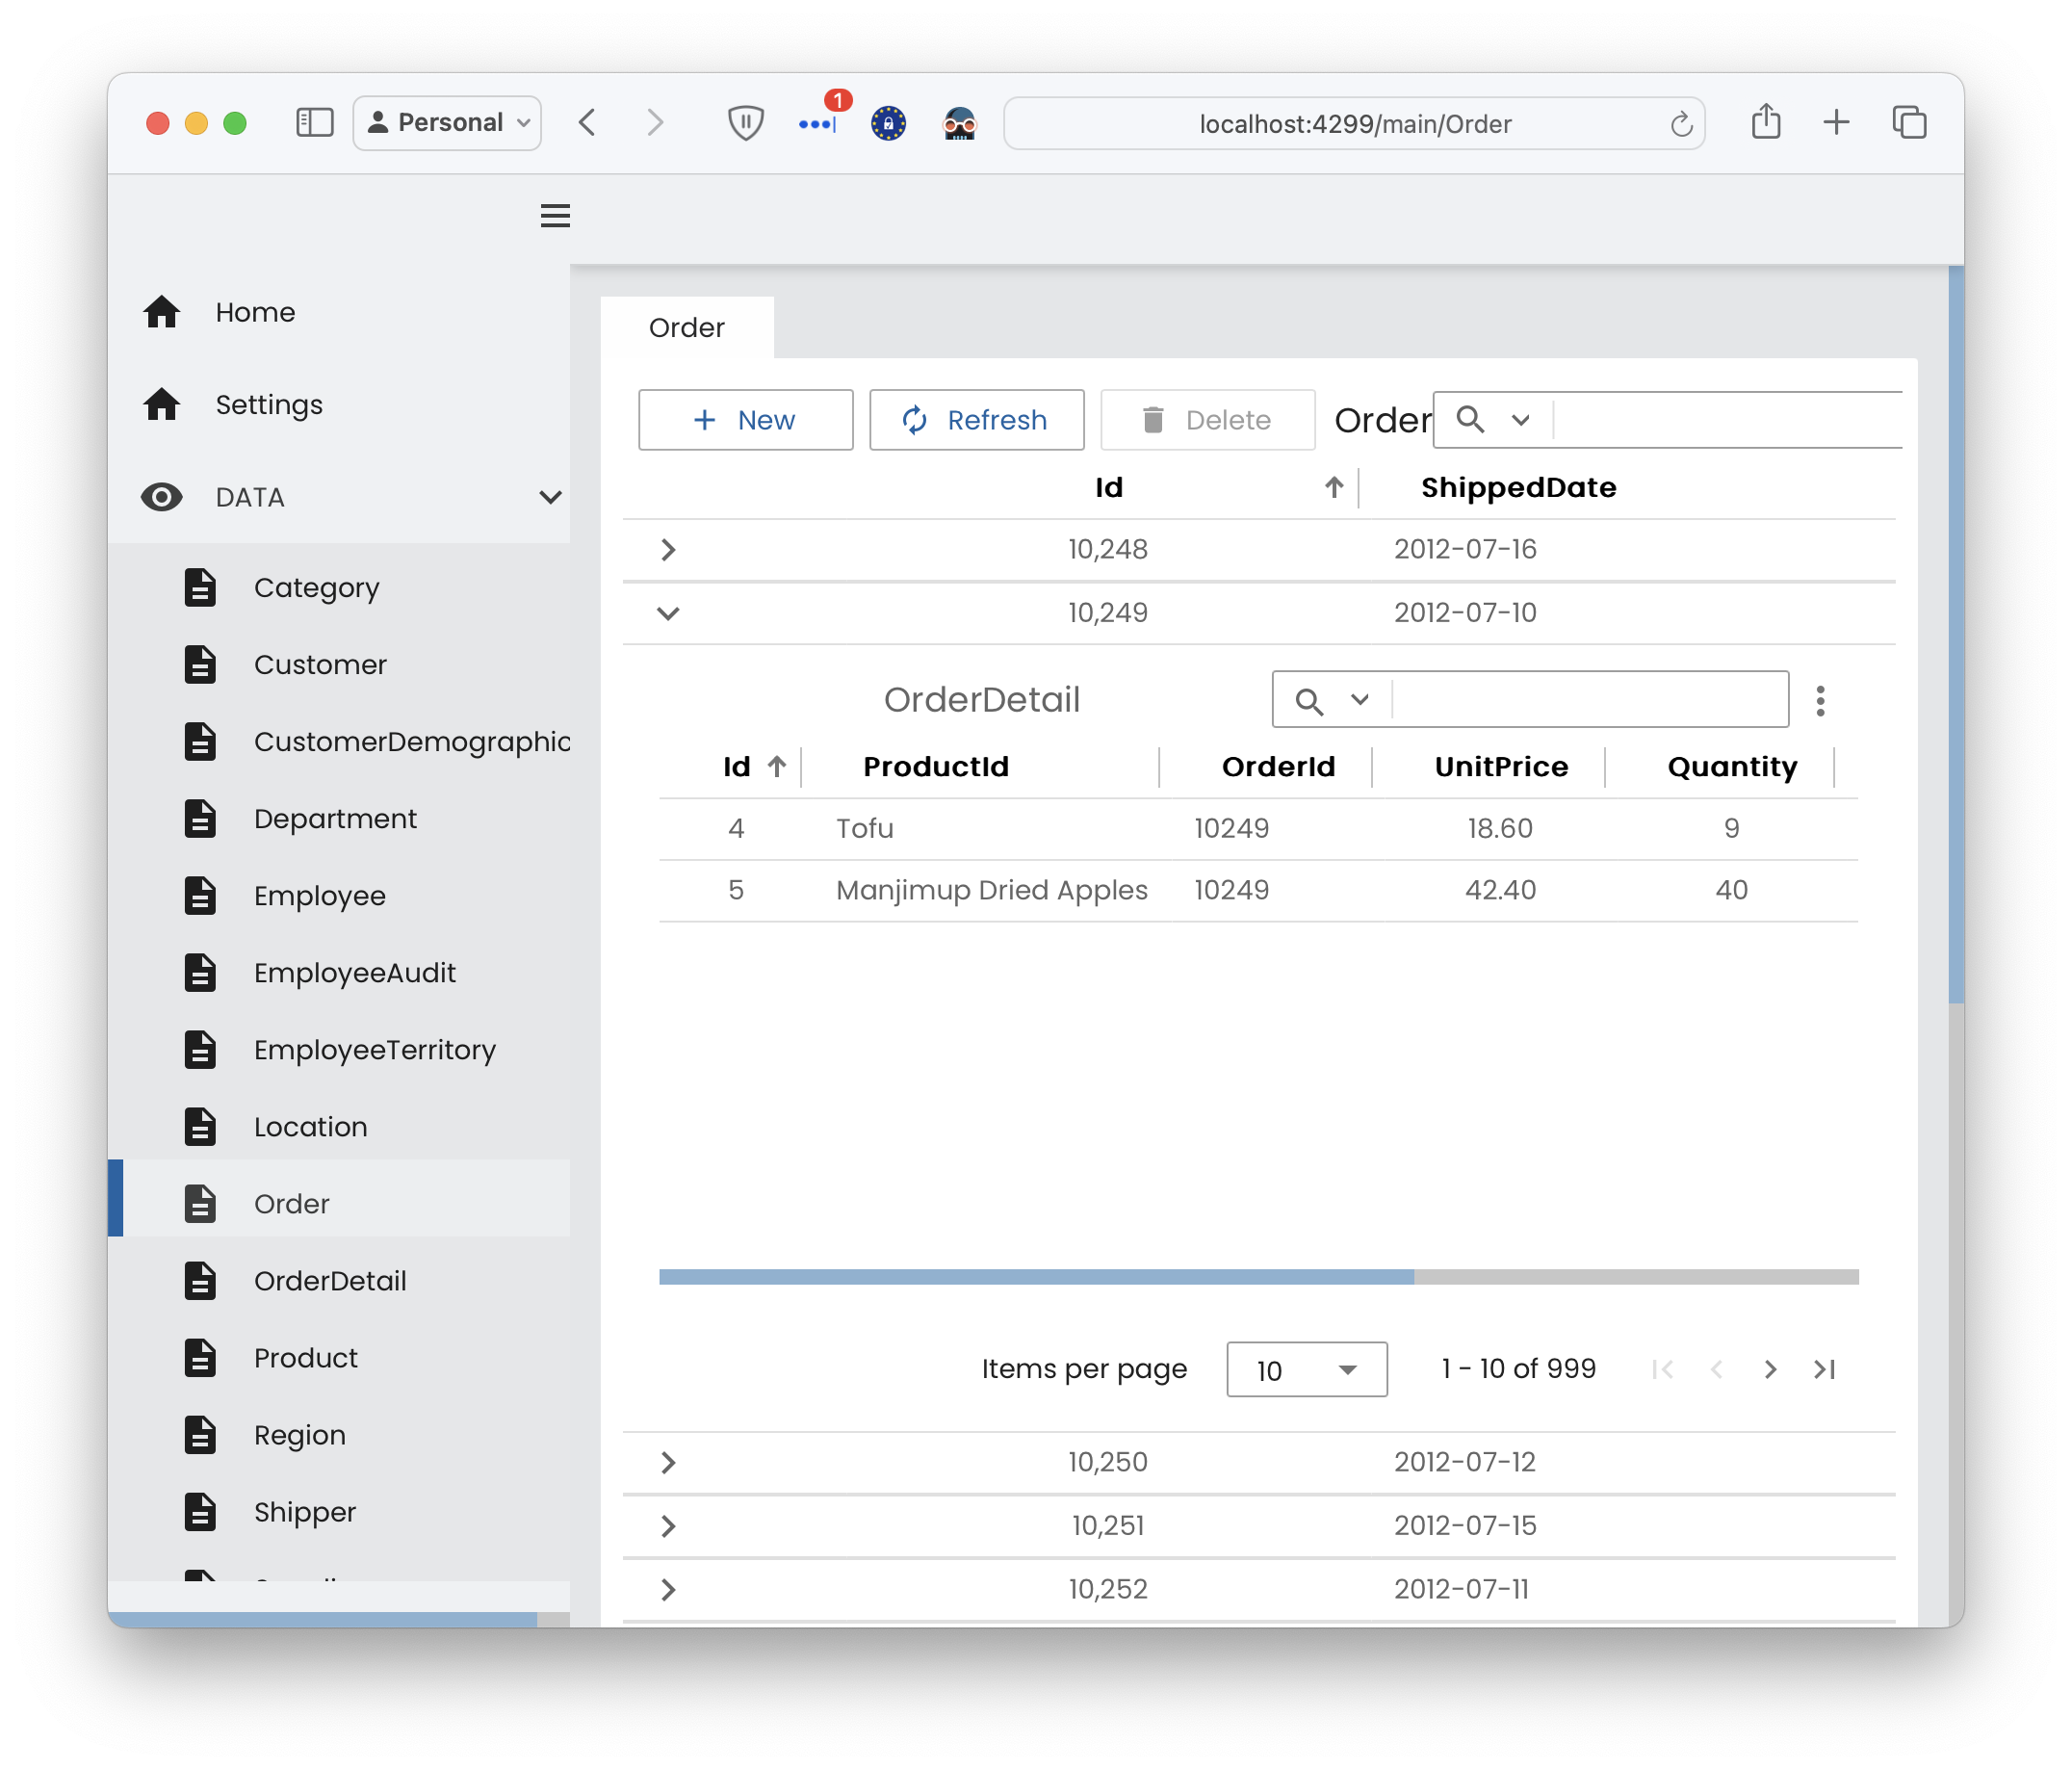 Personal
1
localhost:4299/main/Order
Home
Settings
DATA
Category
Customer
CustomerDemographic
Department
Employee
EmployeeAudit
EmployeeTerritory
Location
Order
OrderDetail
Product
Region
Shipper
Order
New Refresh Delete Order
Id ShippedDate
10,248 2012-07-16
10,249 2012-07-10
OrderDetail
Id ProductId OrderId UnitPrice Quantity
4 Tofu 10249 18.60 9
5 Manjimup Dried Apples 10249 42.40 40
Items per page 10 1 - 10 of 999
10,250 2012-07-12
10,251 2012-07-15
10,252 2012-07-11